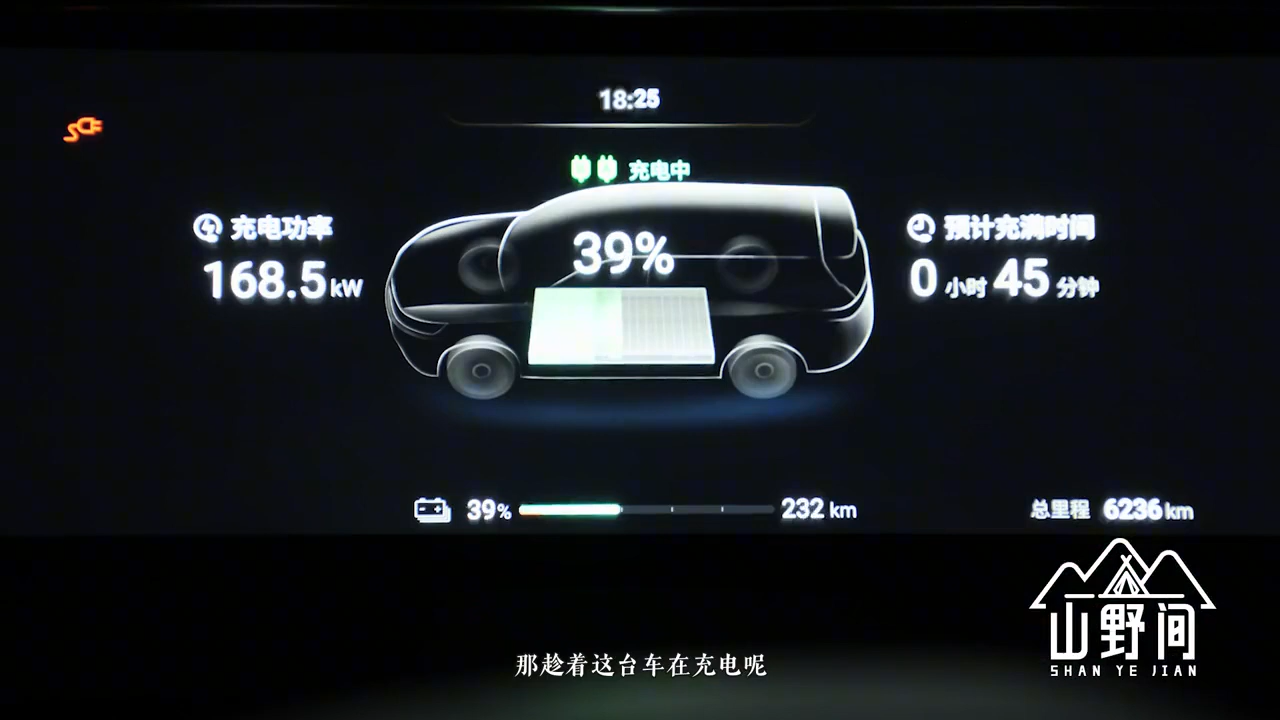 18:25
充电中
充电功率
168.5kW
39%
预计充满时间
0小时45分钟
39%
232 km
总里程 6236km
山野间
SHAN YE JIAN
那趁着这台车在充电呢